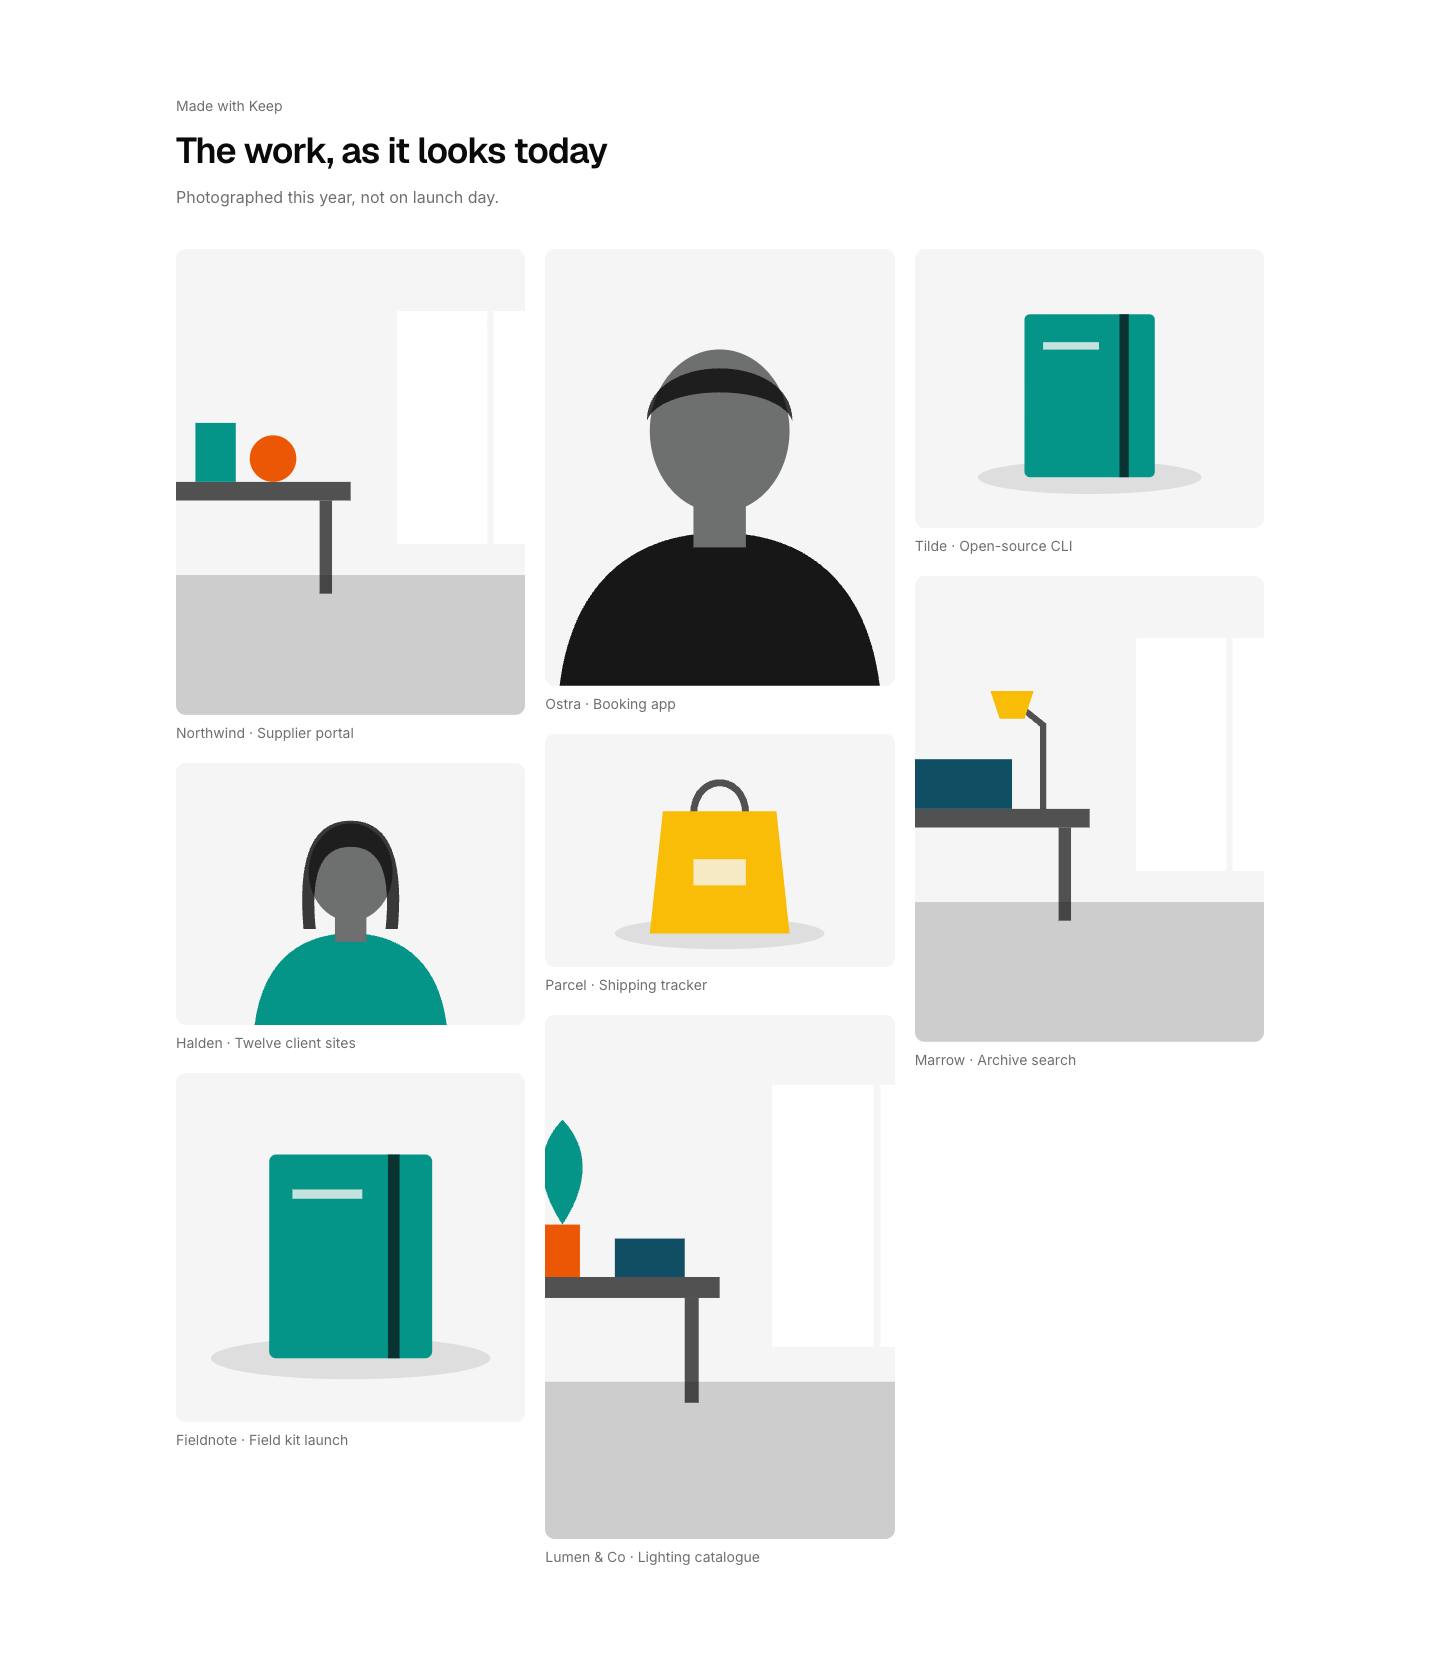 Made with Keep
The work, as it looks today
Photographed this year, not on launch day.
Northwind · Supplier portal
Halden · Twelve client sites
Fieldnote · Field kit launch
Ostra · Booking app
Parcel · Shipping tracker
Lumen & Co · Lighting catalogue
Tilde · Open-source CLI
Marrow · Archive search